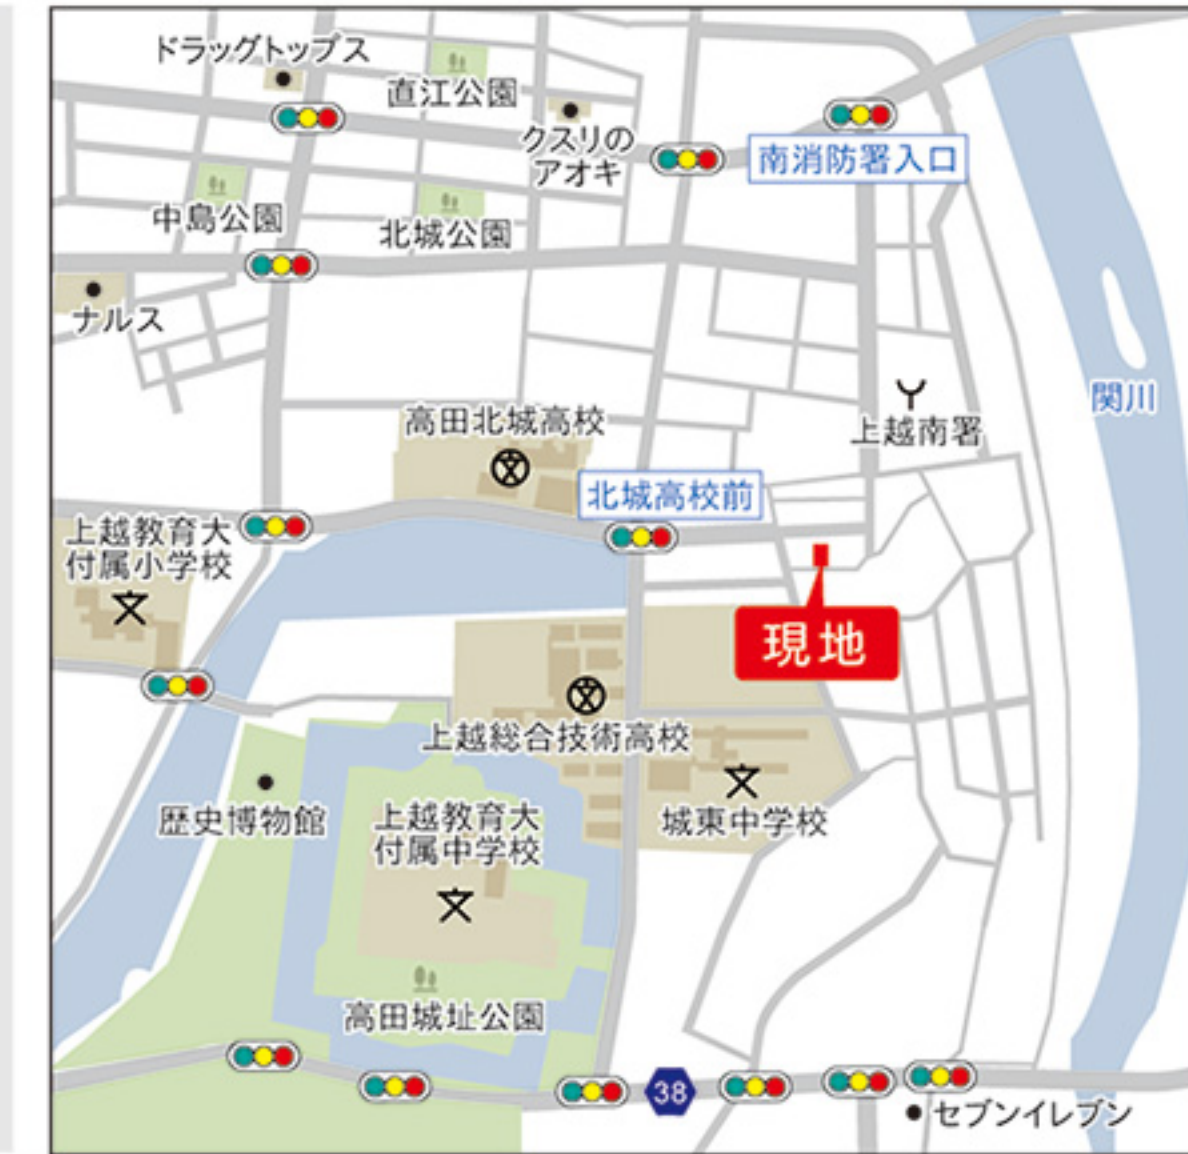 ドラッグトップス
直江公園
クスリの
アオキ
南消防署入口
中島公園
北城公園
ナルス
関川
高田北城高校
上越南署
北城高校前
上越教育大
付属小学校
現地
上越総合技術高校
歴史博物館
上越教育大
付属中学校
城東中学校
高田城址公園
38
セブンイレブン